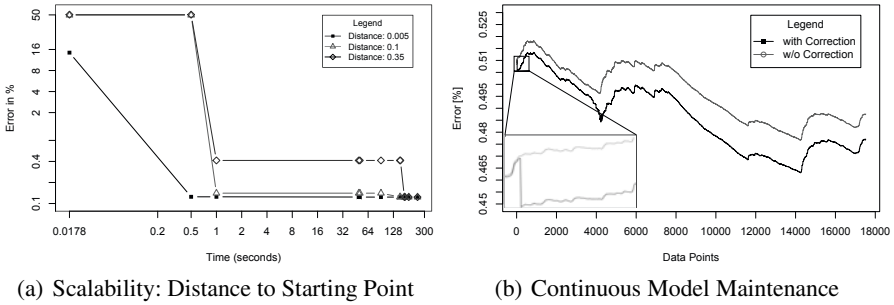 Error in %
50
16
8
4
2
0.4
0.1
Legend
Distance: 0.005
Distance: 0.1
Distance: 0.35
0.0178 0.2 0.5 1 2 4 8 16 32 64 128 300
Time (seconds)
(a) Scalability: Distance to Starting Point
Error [%]
0.525
0.51
0.495
0.48
0.465
0.45
Legend
with Correction
w/o Correction
0 2000 4000 6000 8000 10000 12000 14000 16000 18000
Data Points
(b) Continuous Model Maintenance